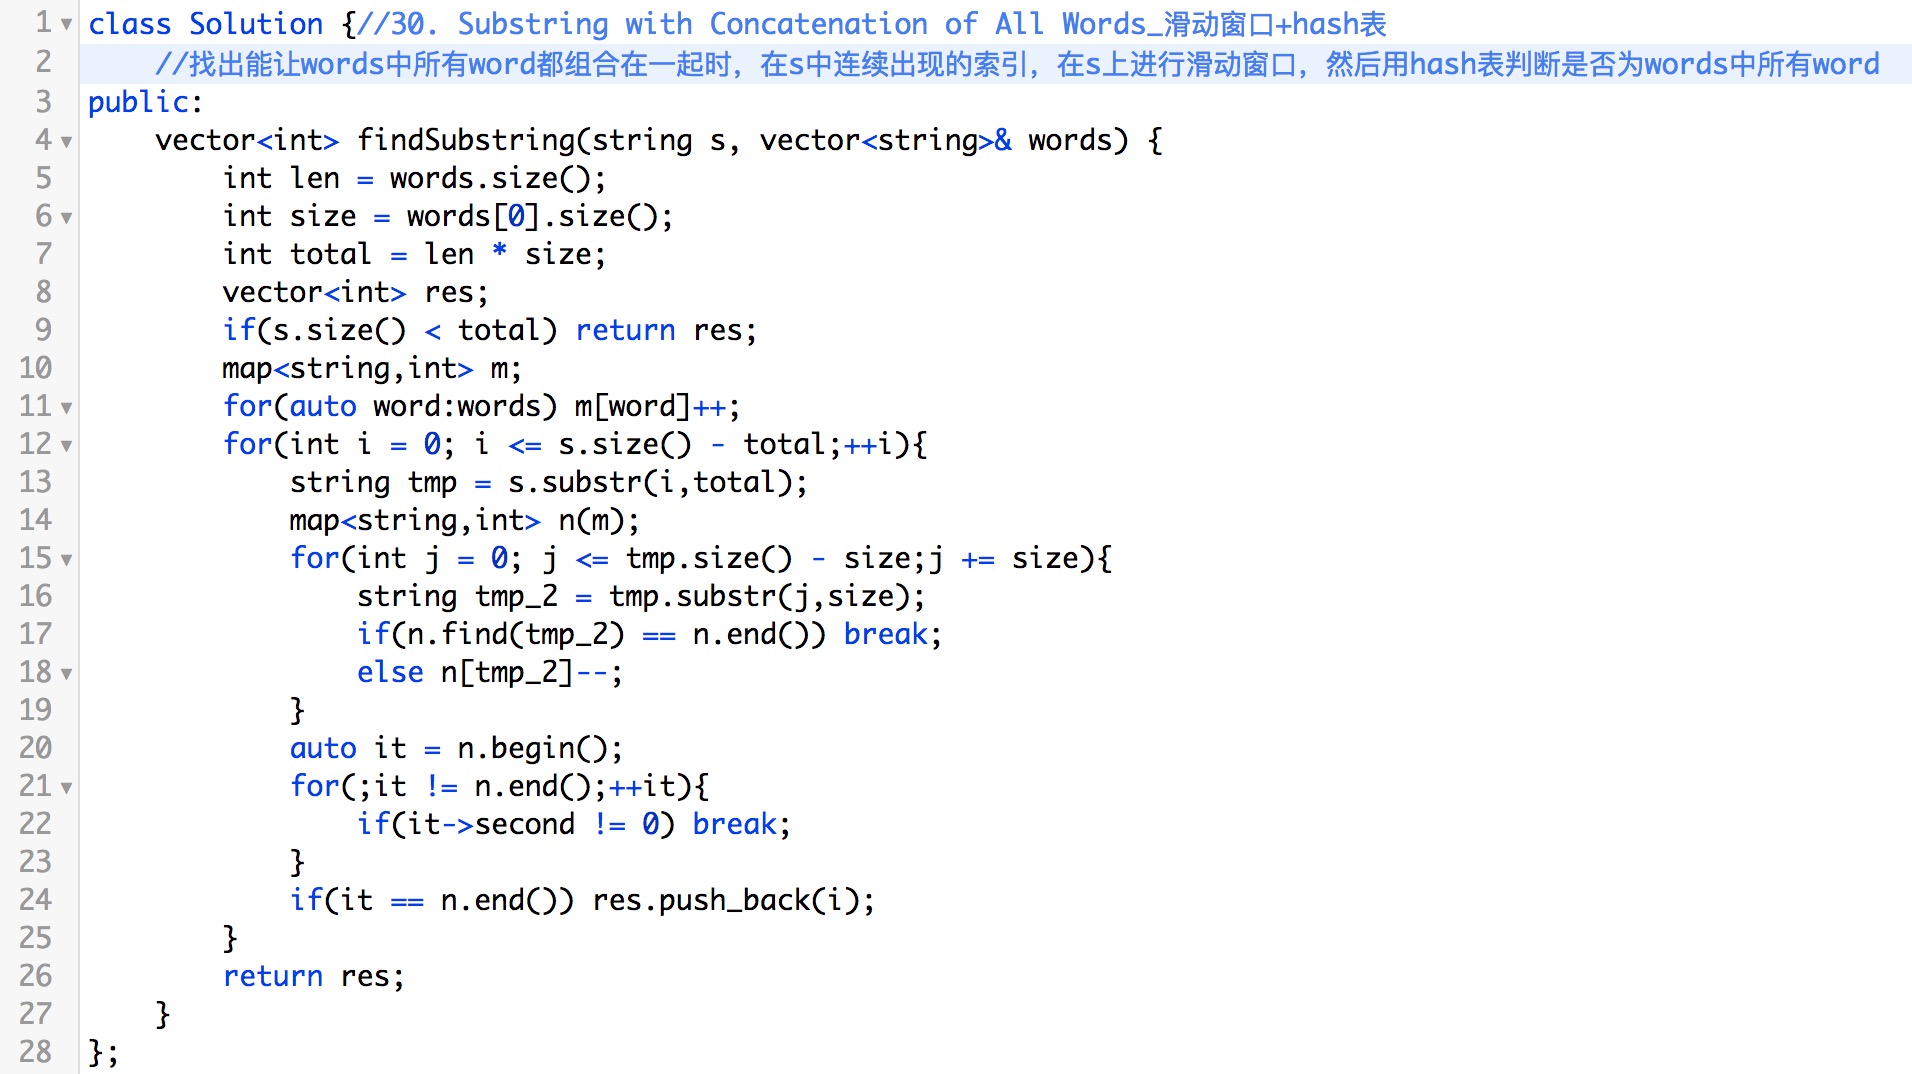 1 class Solution {//30. Substring with Concatenation of All Words_滑动窗口+hash表
2     //找出能让words中所有word都组合在一起时，在s中连续出现的索引，在s上进行滑动窗口，然后用hash表判断是否为words中所有word
3 public:
4     vector<int> findSubstring(string s, vector<string>& words) {
5         int len = words.size();
6         int size = words[0].size();
7         int total = len * size;
8         vector<int> res;
9         if(s.size() < total) return res;
10         map<string,int> m;
11         for(auto word:words) m[word]++;
12         for(int i = 0; i <= s.size() - total;++i){
13             string tmp = s.substr(i,total);
14             map<string,int> n(m);
15             for(int j = 0; j <= tmp.size() - size;j += size){
16                 string tmp_2 = tmp.substr(j,size);
17                 if(n.find(tmp_2) == n.end()) break;
18                 else n[tmp_2]--;
19             }
20             auto it = n.begin();
21             for(;it != n.end();++it){
22                 if(it->second != 0) break;
23             }
24             if(it == n.end()) res.push_back(i);
25         }
26         return res;
27     }
28 };